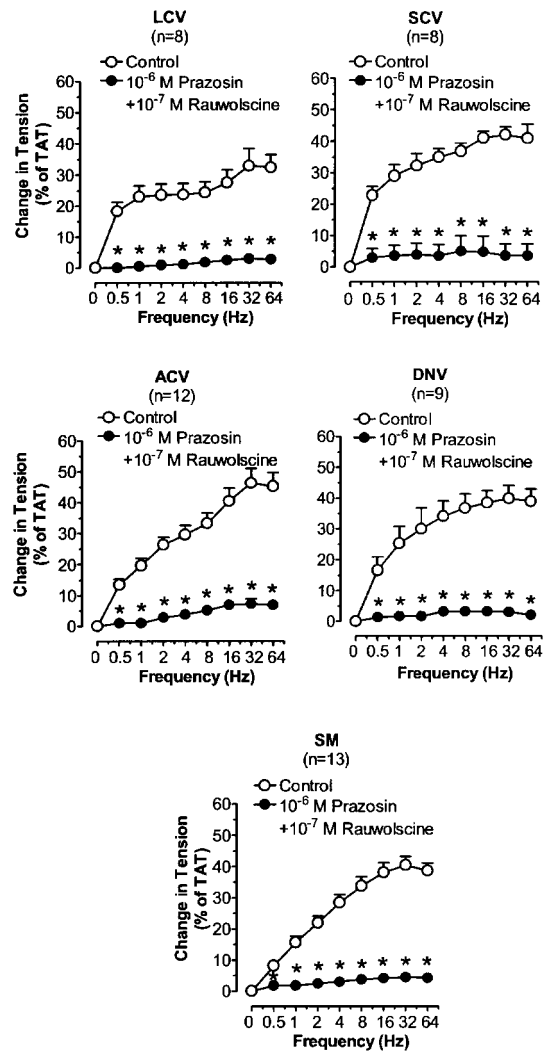 LCV
(n=8)
Control
10⁻⁶ M Prazosin
+10⁻⁷ M Rauwolscine
Change in Tension
(% of TAT)
60
50
40
30
20
10
0
* * * * * * * *
0 0.5 1 2 4 8 16 32 64
Frequency (Hz)
SCV
(n=8)
Control
10⁻⁶ M Prazosin
+10⁻⁷ M Rauwolscine
60
50
40
30
20
10
0
* * * * * * * *
0 0.5 1 2 4 8 16 32 64
Frequency (Hz)
ACV
(n=12)
Control
10⁻⁶ M Prazosin
+10⁻⁷ M Rauwolscine
Change in Tension
(% of TAT)
60
50
40
30
20
10
0
* * * * * * * *
0 0.5 1 2 4 8 16 32 64
Frequency (Hz)
DNV
(n=9)
Control
10⁻⁶ M Prazosin
+10⁻⁷ M Rauwolscine
60
50
40
30
20
10
0
* * * * * * * *
0 0.5 1 2 4 8 16 32 64
Frequency (Hz)
SM
(n=13)
Control
10⁻⁶ M Prazosin
+10⁻⁷ M Rauwolscine
Change in Tension
(% of TAT)
60
50
40
30
20
10
0
* * * * * * * *
0 0.5 1 2 4 8 16 32 64
Frequency (Hz)